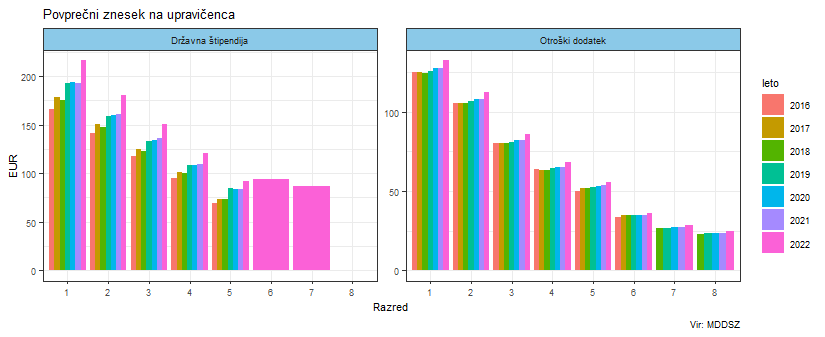 Povprečni znesek na upravičenca
Državna štipendija
Otroški dodatek
EUR
200
150
100
50
0
100
50
0
1 2 3 4 5 6 7 8
1 2 3 4 5 6 7 8
Razred
leto
2016
2017
2018
2019
2020
2021
2022
Vir: MDDSZ